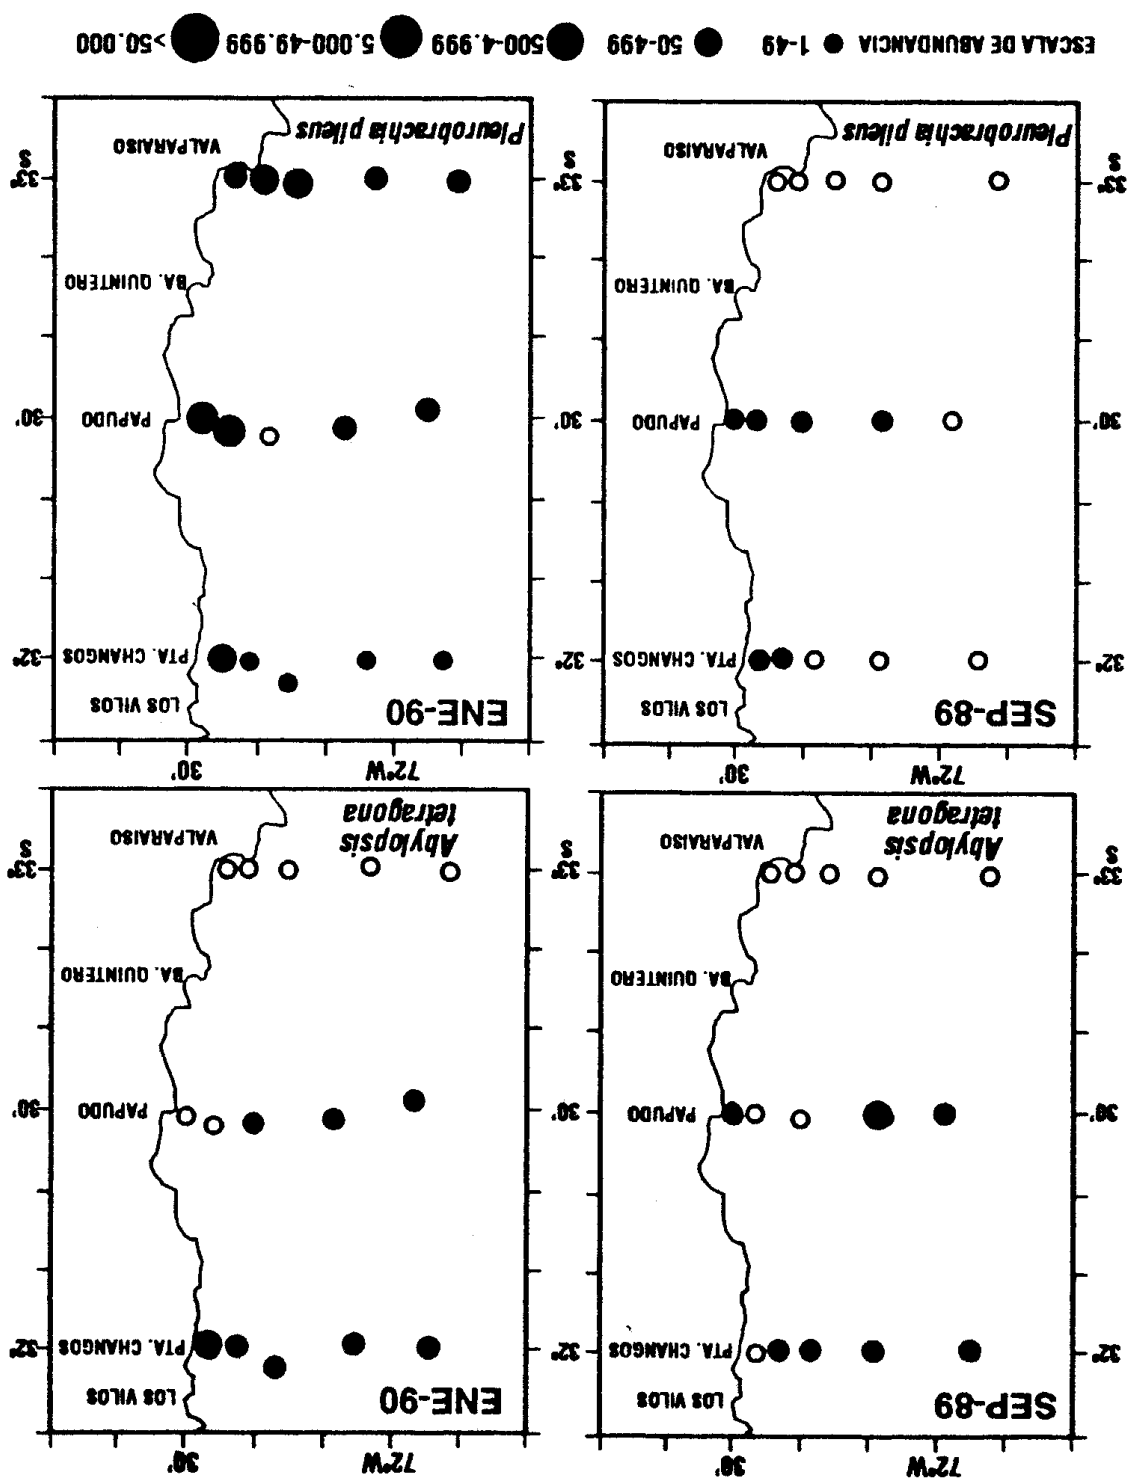 72°W 30' 72°W 30'
SEP-89 LOS VILOS ENE-90 LOS VILOS
32° PTA. CHANGOS 32° PTA. CHANGOS
30' PAPUDO 30' PAPUDO
BA. QUINTERO BA. QUINTERO
33° 33°
S S
Abylopsis VALPARAISO Abylopsis VALPARAISO
tetragona tetragona
72°W 30' 72°W 30'
SEP-89 LOS VILOS ENE-90 LOS VILOS
32° PTA. CHANGOS 32° PTA. CHANGOS
30' PAPUDO 30' PAPUDO
BA. QUINTERO BA. QUINTERO
33° 33°
S VALPARAISO S VALPARAISO
Pleurobrachia pileus Pleurobrachia pileus
ESCALA DE ABUNDANCIA 1-49 50-499 500-4.999 5.000-49.999 >50.000